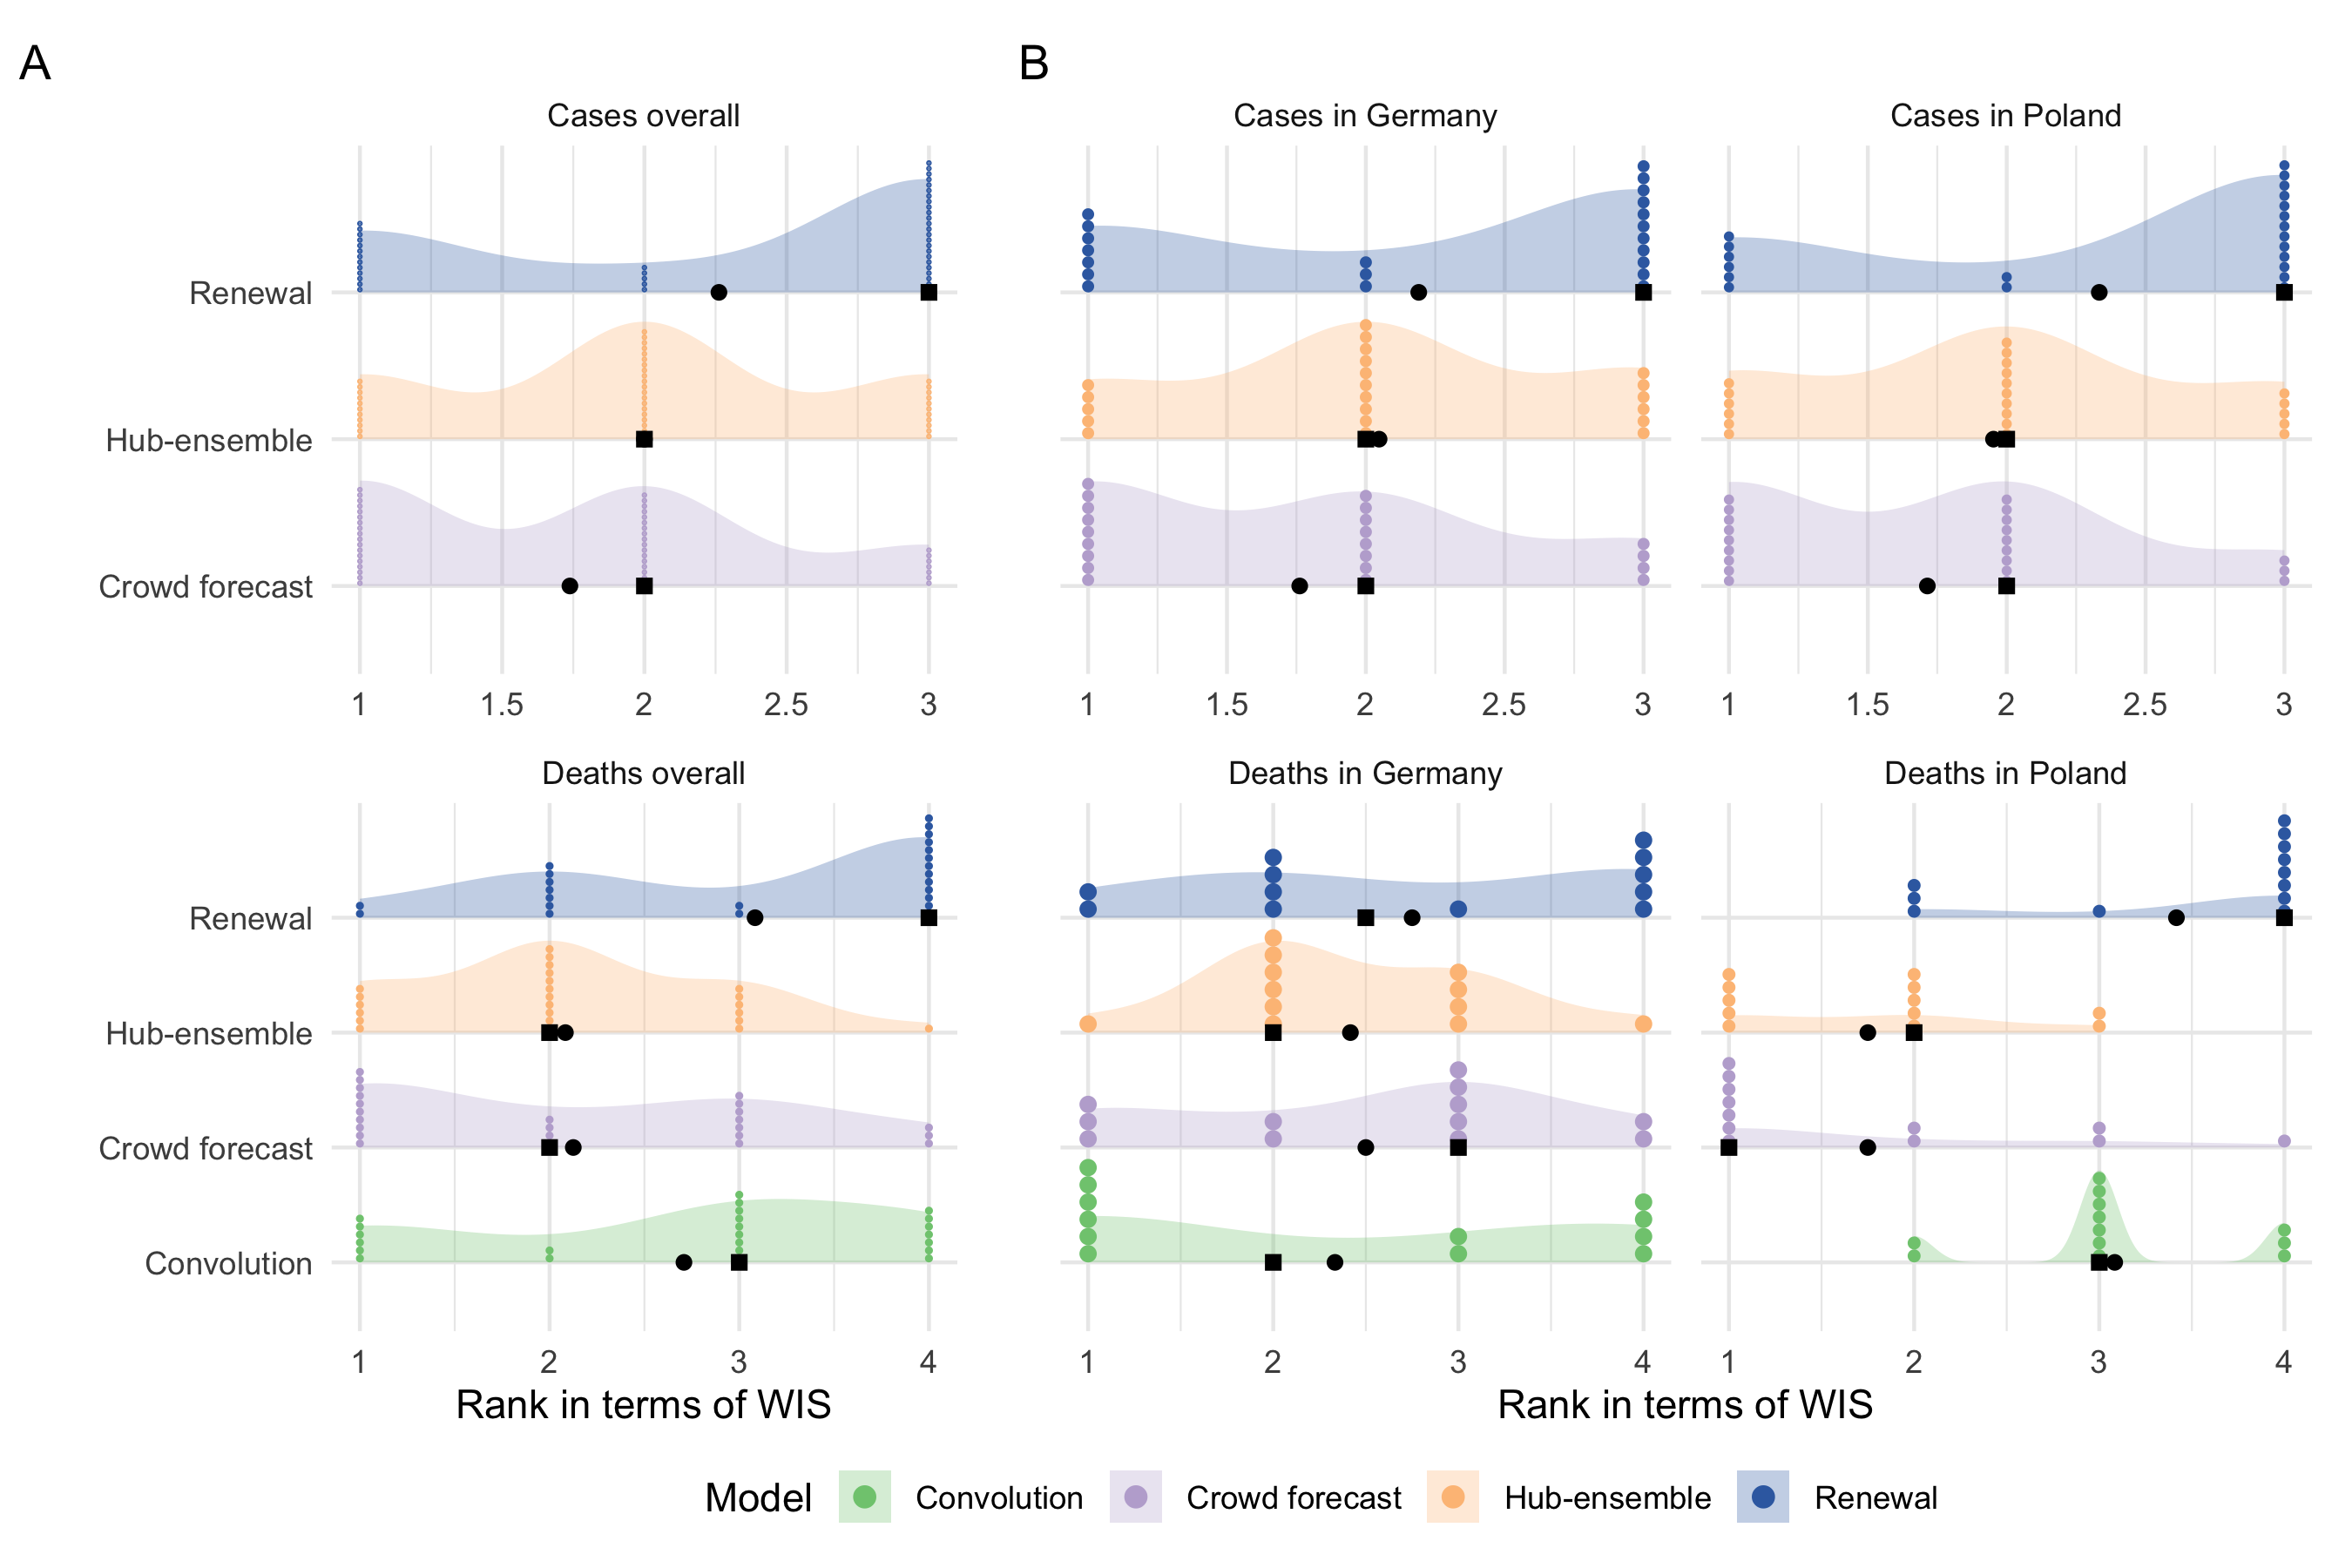 A
B
Cases overall
Cases in Germany
Cases in Poland
Renewal
Hub-ensemble
Crowd forecast
1 1.5 2 2.5 3
1 1.5 2 2.5 3
1 1.5 2 2.5 3
Deaths overall
Deaths in Germany
Deaths in Poland
Renewal
Hub-ensemble
Crowd forecast
Convolution
1 2 3 4
1 2 3 4
1 2 3 4
Rank in terms of WIS
Rank in terms of WIS
Model Convolution Crowd forecast Hub-ensemble Renewal